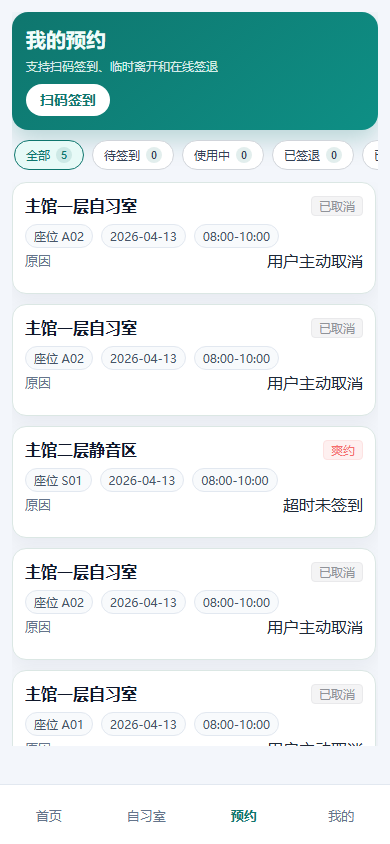 我的预约
支持扫码签到、临时离开和在线签退
扫码签到
全部 5 待签到 0 使用中 0 已签退 0
主馆一层自习室 已取消
座位 A02 2026-04-13 08:00-10:00
原因 用户主动取消
主馆一层自习室 已取消
座位 A02 2026-04-13 08:00-10:00
原因 用户主动取消
主馆二层静音区 爽约
座位 S01 2026-04-13 08:00-10:00
原因 超时未签到
主馆一层自习室 已取消
座位 A02 2026-04-13 08:00-10:00
原因 用户主动取消
主馆一层自习室 已取消
座位 A01 2026-04-13 08:00-10:00
原因 用户主动取消
首页 自习室 预约 我的